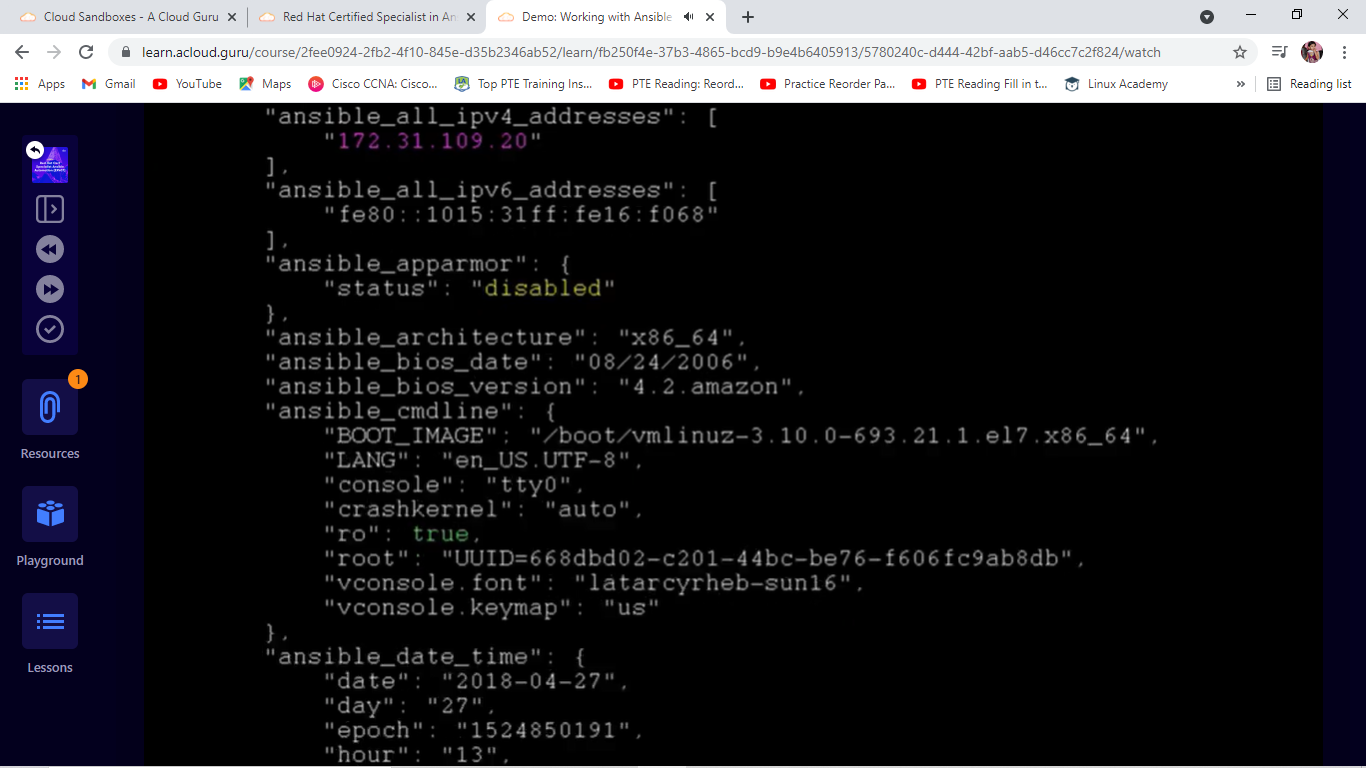 Cloud Sandboxes - A Cloud Guru
Red Hat Certified Specialist in An
Demo: Working with Ansible
learn.acloud.guru/course/2fee0924-2fb2-4f10-845e-d35b2346ab52/learn/fb250f4e-37b3-4865-bcd9-b9e4b6405913/5780240c-d444-42bf-aab5-d46cc7c2f824/watch
Apps
Gmail
YouTube
Maps
Cisco CCNA: Cisco...
Top PTE Training Ins...
PTE Reading: Reord...
Practice Reorder Pa...
PTE Reading Fill in t...
Linux Academy
»
Reading list
1
Resources
Playground
Lessons
"ansible_all_ipv4_addresses": [
"172.31.109.20"
],
"ansible_all_ipv6_addresses": [
"fe80::1015:31ff:fe16:f068"
],
"ansible_apparmor": {
"status": "disabled"
},
"ansible_architecture": "x86_64",
"ansible_bios_date": "08/24/2006",
"ansible_bios_version": "4.2.amazon",
"ansible_cmdline": {
"BOOT_IMAGE": "/boot/vmlinuz-3.10.0-693.21.1.el7.x86_64",
"LANG": "en_US.UTF-8",
"console": "tty0",
"crashkernel": "auto",
"ro": true,
"root": "UUID=668dbd02-c201-44bc-be76-f606fc9ab8db",
"vconsole.font": "latarcyrheb-sun16",
"vconsole.keymap": "us"
},
"ansible_date_time": {
"date": "2018-04-27",
"day": "27",
"epoch": "1524850191",
"hour": "13",